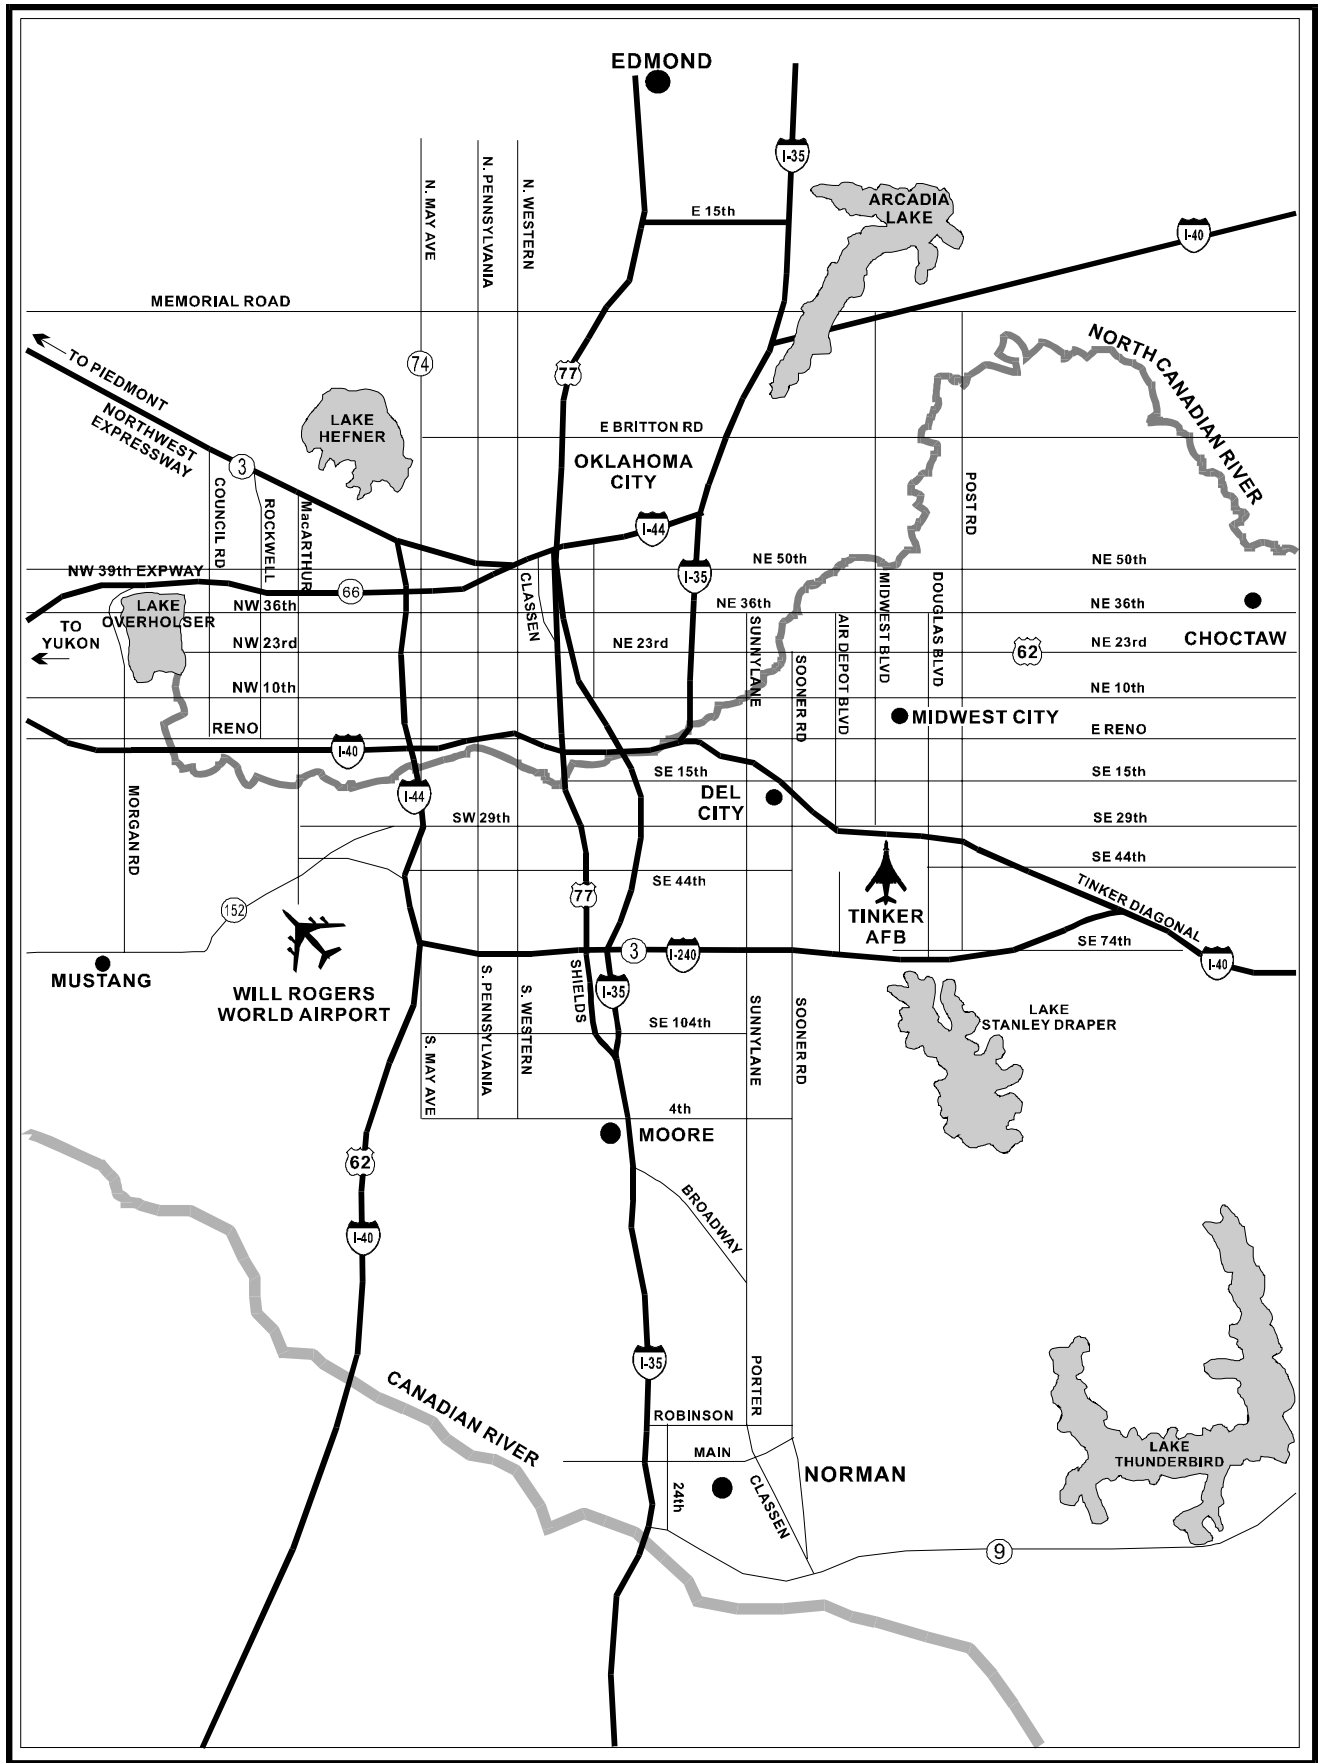 EDMOND
I-35
N. MAY AVE
N. PENNSYLVANIA
N. WESTERN
E 15th
ARCADIA
LAKE
I-40
MEMORIAL ROAD
TO PIEDMONT
NORTHWEST
EXPRESSWAY
74
77
NORTH CANADIAN RIVER
LAKE
HEFNER
E BRITTON RD
OKLAHOMA
CITY
3
COUNCIL RD
ROCKWELL
MacARTHUR
I-44
POST RD
NW 39th EXPWAY
66
I-35
NE 50th
NE 50th
CLASSEN
MIDWEST BLVD
DOUGLAS BLVD
LAKE
OVERHOLSER
NW 36th
NE 36th
NE 36th
TO
YUKON
NW 23rd
NE 23rd
SUNNYLANE
SOONER RD
AIR DEPOT BLVD
62
NE 23rd
CHOCTAW
NW 10th
NE 10th
MIDWEST CITY
RENO
E RENO
I-40
SE 15th
SE 15th
MORGAN RD
I-44
DEL
CITY
SW 29th
SE 29th
SE 44th
SE 44th
77
152
TINKER
AFB
TINKER DIAGONAL
SE 74th
3
I-240
I-40
MUSTANG
WILL ROGERS
WORLD AIRPORT
S. MAY AVE
S. PENNSYLVANIA
S. WESTERN
SHIELDS
I-35
SE 104th
SUNNYLANE
SOONER RD
LAKE
STANLEY DRAPER
4th
MOORE
62
BROADWAY
I-40
I-35
PORTER
CANADIAN RIVER
ROBINSON
MAIN
24th
CLASSEN
NORMAN
LAKE
THUNDERBIRD
9